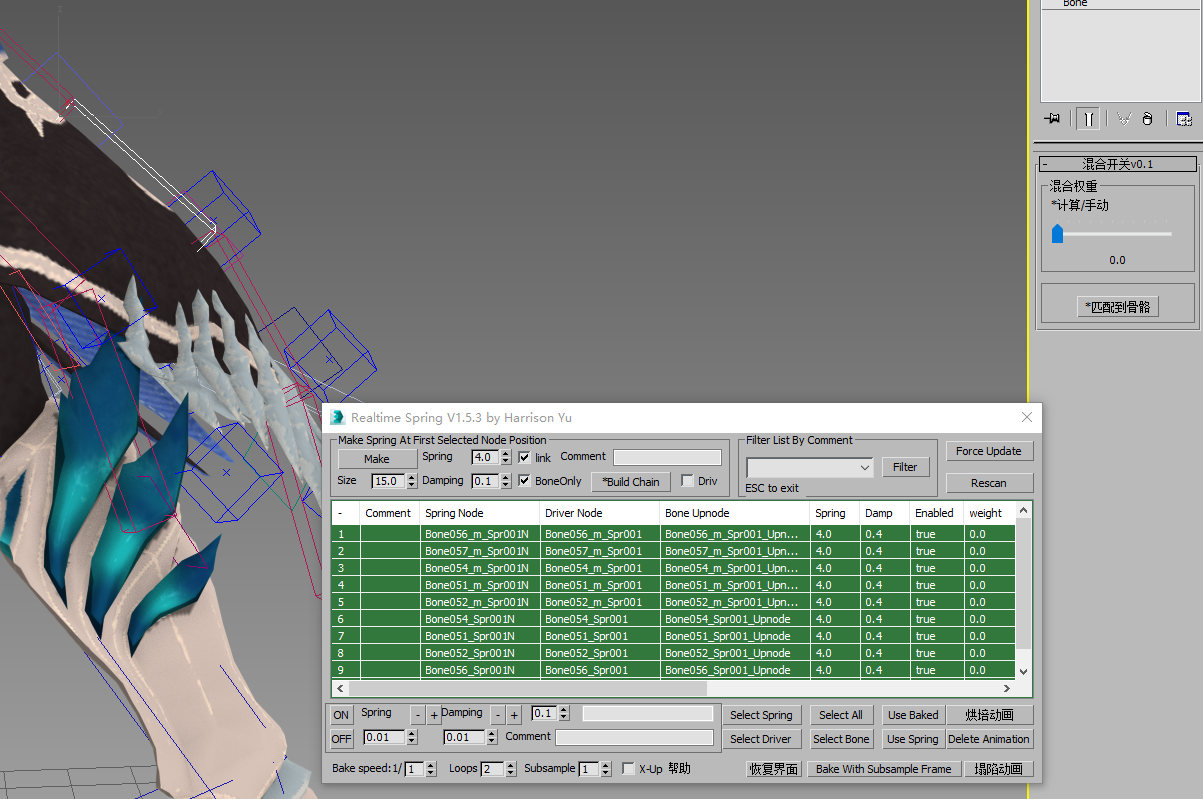 Bone
混合开关v0.1
混合权重
*计算/手动
0.0
*匹配到骨骼
Realtime Spring V1.5.3 by Harrison Yu
Make Spring At First Selected Node Position
Make Spring 4.0 link Comment
Size 15.0 Damping 0.1 BoneOnly *Build Chain Driv
Filter List By Comment
Filter
ESC to exit
Force Update
Rescan
- Comment Spring Node Driver Node Bone Upnode Spring Damp Enabled weight
1 Bone056_m_Spr001N Bone056_m_Spr001 Bone056_m_Spr001_Upn... 4.0 0.4 true 0.0
2 Bone057_m_Spr001N Bone057_m_Spr001 Bone057_m_Spr001_Upn... 4.0 0.4 true 0.0
3 Bone054_m_Spr001N Bone054_m_Spr001 Bone054_m_Spr001_Upn... 4.0 0.4 true 0.0
4 Bone051_m_Spr001N Bone051_m_Spr001 Bone051_m_Spr001_Upn... 4.0 0.4 true 0.0
5 Bone052_m_Spr001N Bone052_m_Spr001 Bone052_m_Spr001_Upn... 4.0 0.4 true 0.0
6 Bone054_Spr001N Bone054_Spr001 Bone054_Spr001_Upnode 4.0 0.4 true 0.0
7 Bone051_Spr001N Bone051_Spr001 Bone051_Spr001_Upnode 4.0 0.4 true 0.0
8 Bone052_Spr001N Bone052_Spr001 Bone052_Spr001_Upnode 4.0 0.4 true 0.0
9 Bone056_Spr001N Bone056_Spr001 Bone056_Spr001_Upnode 4.0 0.4 true 0.0
ON Spring - + Damping - + 0.1 Select Spring Select All Use Baked 烘培动画
OFF 0.01 0.01 Comment Select Driver Select Bone Use Spring Delete Animation
Bake speed:1/ 1 Loops 2 Subsample 1 X-Up 帮助 恢复界面 Bake With Subsample Frame 塌陷动画